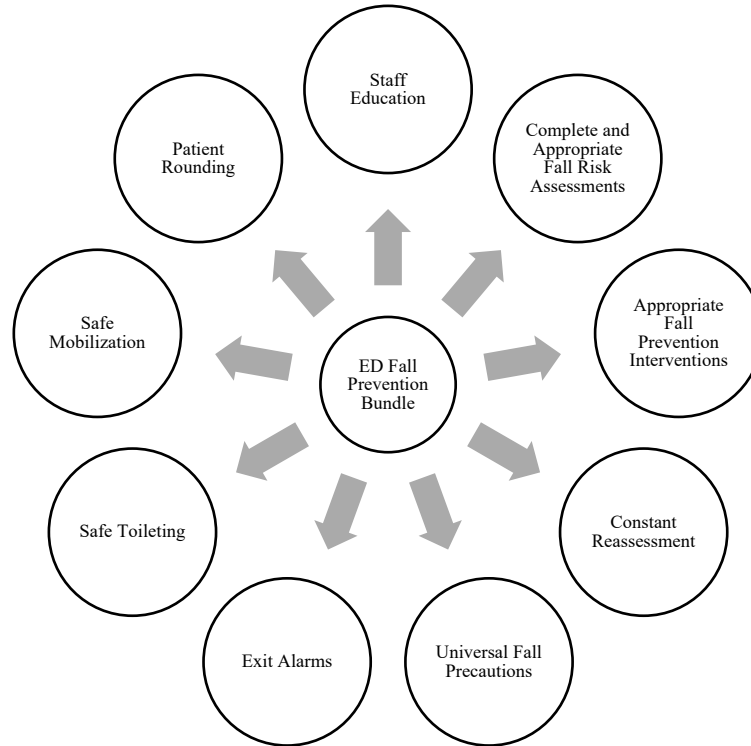 Staff
Education
Complete and
Appropriate
Fall Risk
Assessments
Appropriate
Fall
Prevention
Interventions
Constant
Reassessment
Universal Fall
Precautions
Exit Alarms
Safe Toileting
Safe
Mobilization
Patient
Rounding
ED Fall
Prevention
Bundle